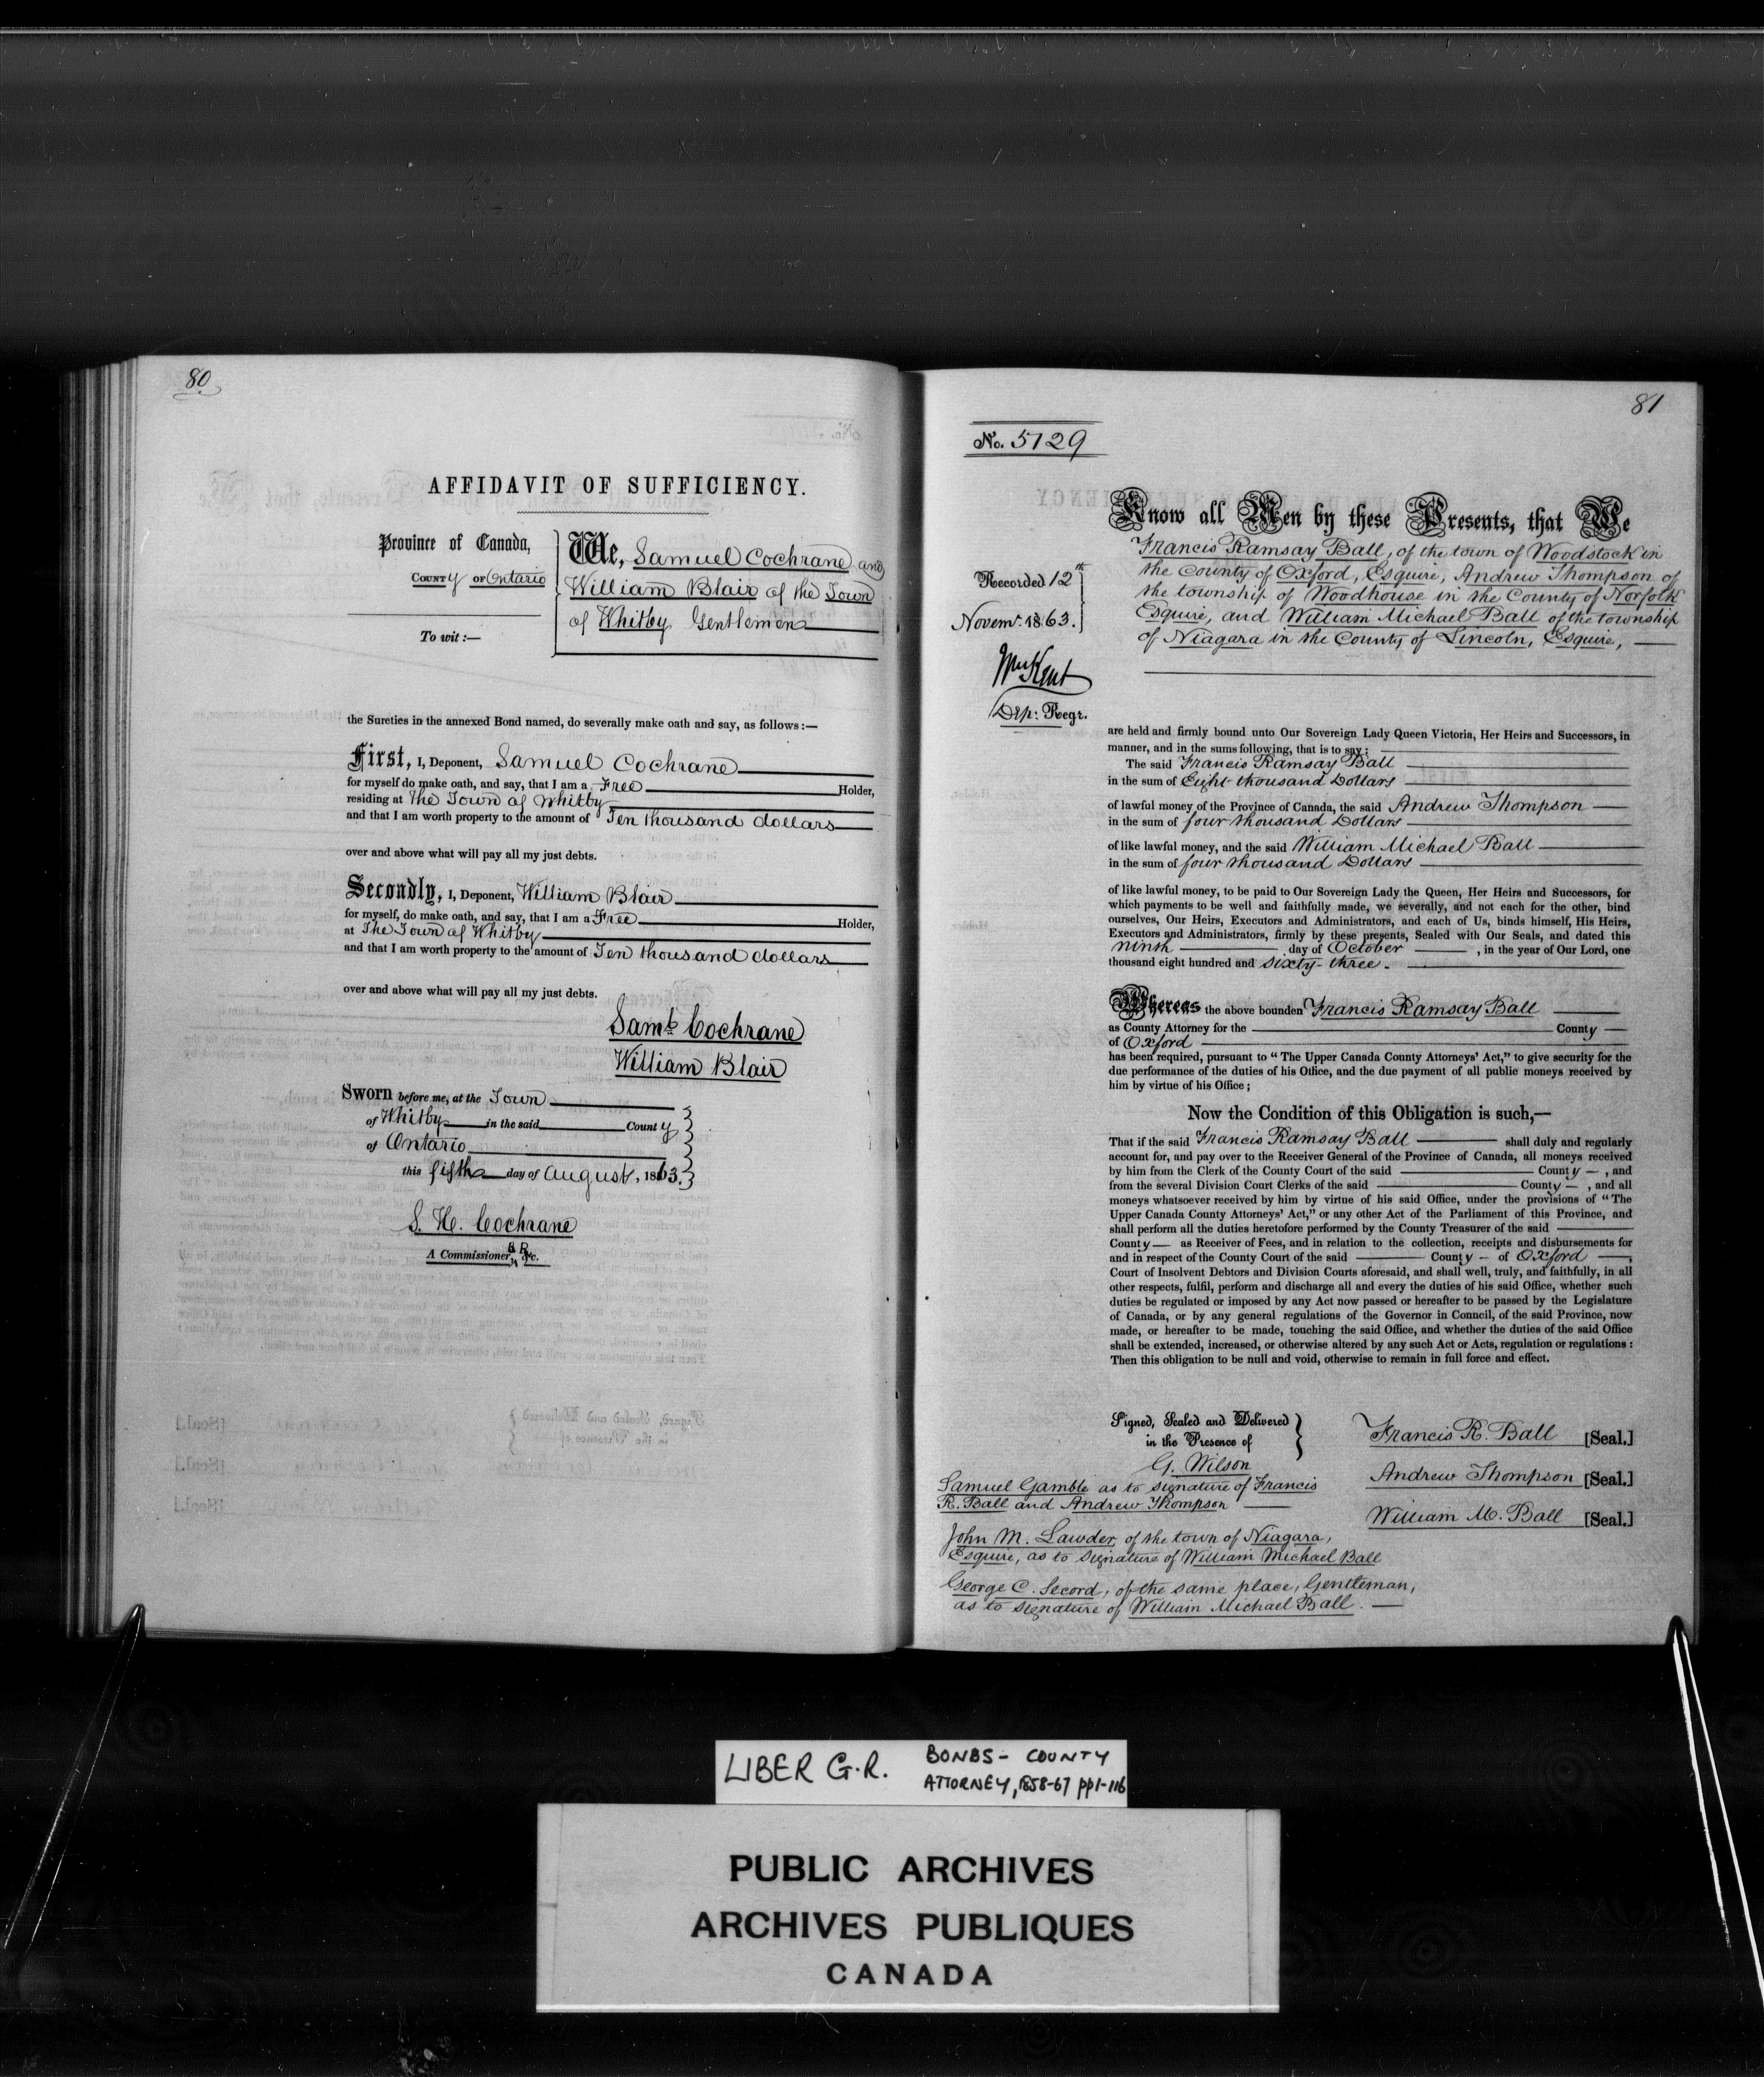 80
AFFIDAVIT OF SUFFICIENCY.
Province of Canada,
County of Ontario
To wit :—
We, Samuel Cochrane and
William Blair of the Town
of Whitby Gentlemen
the Sureties in the annexed Bond named, do severally make oath and say, as follows :—
First, I, Deponent, Samuel Cochrane
for myself do make oath, and say, that I am a Free Holder,
residing at the Town of Whitby
and that I am worth property to the amount of Ten thousand dollars
over and above what will pay all my just debts.
Secondly, I, Deponent, William Blair
for myself, do make oath, and say, that I am a Free Holder,
at The Town of Whitby
and that I am worth property to the amount of Ten thousand dollars
over and above what will pay all my just debts.
Saml. Cochrane
William Blair
Sworn before me, at the Town
of Whitby in the said County
of Ontario
this fifth day of August, 1863.
S. H. Cochrane
A Commissioner, B R &c.
81
No. 5129
Recorded 12th
Novemr. 1863.
Wm Kent
Dep: Regr.
Know all Men by these Presents, that We
Francis Ramsay Ball, of the town of Woodstock in
the County of Oxford, Esquire, Andrew Thompson of
the township of Woodhouse in the County of Norfolk
Esquire, and William Michael Ball of the township
of Niagara in the County of Lincoln, Esquire,
are held and firmly bound unto Our Sovereign Lady Queen Victoria, Her Heirs and Successors, in
manner, and in the sums following, that is to say :
The said Francis Ramsay Ball
in the sum of Eight thousand Dollars
of lawful money of the Province of Canada, the said Andrew Thompson
in the sum of four thousand Dollars
of like lawful money, and the said William Michael Ball
in the sum of four thousand Dollars
of like lawful money, to be paid to Our Sovereign Lady the Queen, Her Heirs and Successors, for
which payments to be well and faithfully made, we severally, and not each for the other, bind
ourselves, Our Heirs, Executors and Administrators, and each of Us, binds himself, His Heirs,
Executors and Administrators, firmly by these presents, Sealed with Our Seals, and dated this
ninth day of October , in the year of Our Lord, one
thousand eight hundred and sixty-three.
Whereas the above bounden Francis Ramsay Ball
as County Attorney for the County
of Oxford
has been required, pursuant to “ The Upper Canada County Attorneys’ Act,” to give security for the
due performance of the duties of his Office, and the due payment of all public moneys received by
him by virtue of his Office ;
Now the Condition of this Obligation is such,—
That if the said Francis Ramsay Ball shall duly and regularly
account for, and pay over to the Receiver General of the Province of Canada, all moneys received
by him from the Clerk of the County Court of the said County , and
from the several Division Court Clerks of the said County , and all
moneys whatsoever received by him by virtue of his said Office, under the provisions of “ The
Upper Canada County Attorneys’ Act,” or any other Act of the Parliament of this Province, and
shall perform all the duties heretofore performed by the County Treasurer of the said
County as Receiver of Fees, and in relation to the collection, receipts and disbursements for
and in respect of the County Court of the said County of Oxford ,
Court of Insolvent Debtors and Division Courts aforesaid, and shall well, truly, and faithfully, in all
other respects, fulfil, perform and discharge all and every the duties of his said Office, whether such
duties be regulated or imposed by any Act now passed or hereafter to be passed by the Legislature
of Canada, or by any general regulations of the Governor in Council, of the said Province, now
made, or hereafter to be made, touching the said Office, and whether the duties of the said Office
shall be extended, increased, or otherwise altered by any such Act or Acts, regulation or regulations :
Then this obligation to be null and void, otherwise to remain in full force and effect.
Signed, Sealed and Delivered
in the Presence of
G. Wilson
Samuel Gamble as to signature of Francis
R. Ball and Andrew Thompson
John M. Lawder, of the town of Niagara,
Esquire, as to signature of William Michael Ball
George C. Secord, of the same place, Gentleman,
as to signature of William Michael Ball.
Francis R. Ball [Seal.]
Andrew Thompson [Seal.]
William M. Ball [Seal.]
LIBER G.R.
BONBS - COUNTY
ATTORNEY, 1858-67 pp1-116
PUBLIC ARCHIVES
ARCHIVES PUBLIQUES
CANADA